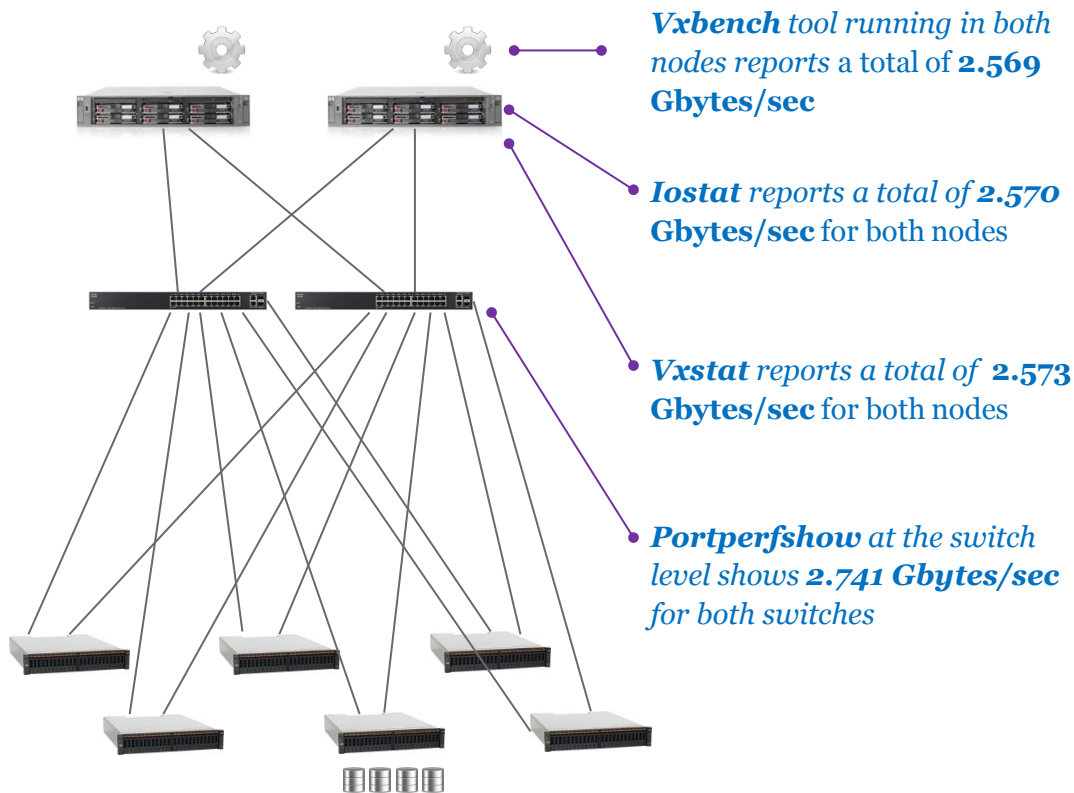 Vxbench tool running in both
nodes reports a total of 2.569
Gbytes/sec
Iostat reports a total of 2.570
Gbytes/sec for both nodes
Vxstat reports a total of 2.573
Gbytes/sec for both nodes
Portperfshow at the switch
level shows 2.741 Gbytes/sec
for both switches